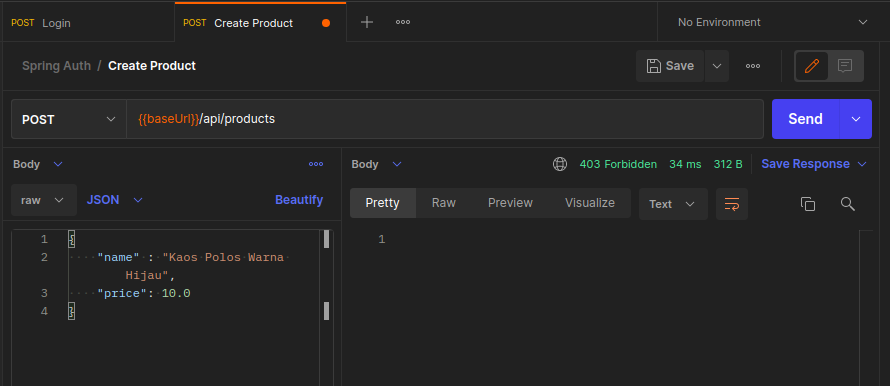 POST Login
POST Create Product
No Environment
Spring Auth / Create Product
Save
POST
{{baseUrl}}/api/products
Send
Body
raw
JSON
Beautify
1 {
2 "name" : "Kaos Polos Warna
Hijau",
3 "price": 10.0
4 }
Body
403 Forbidden 34 ms 312 B Save Response
Pretty Raw Preview Visualize Text
1